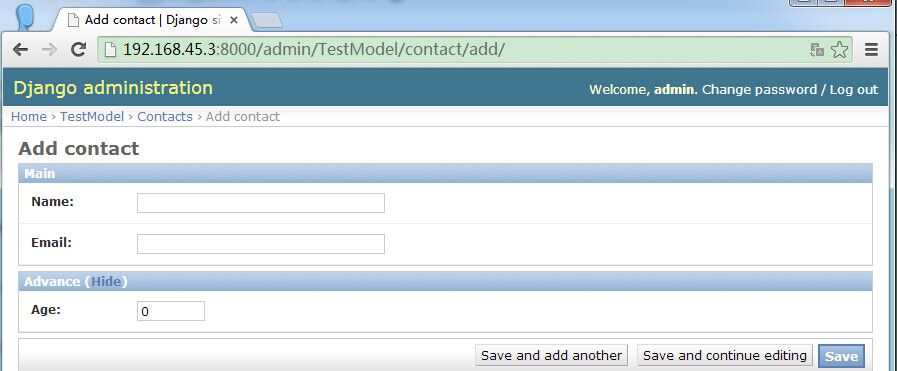 Add contact | Django si
192.168.45.3:8000/admin/TestModel/contact/add/
Django administration
Welcome, admin. Change password / Log out
Home › TestModel › Contacts › Add contact
Add contact
Main
Name:
Email:
Advance (Hide)
Age:
0
Save and add another
Save and continue editing
Save